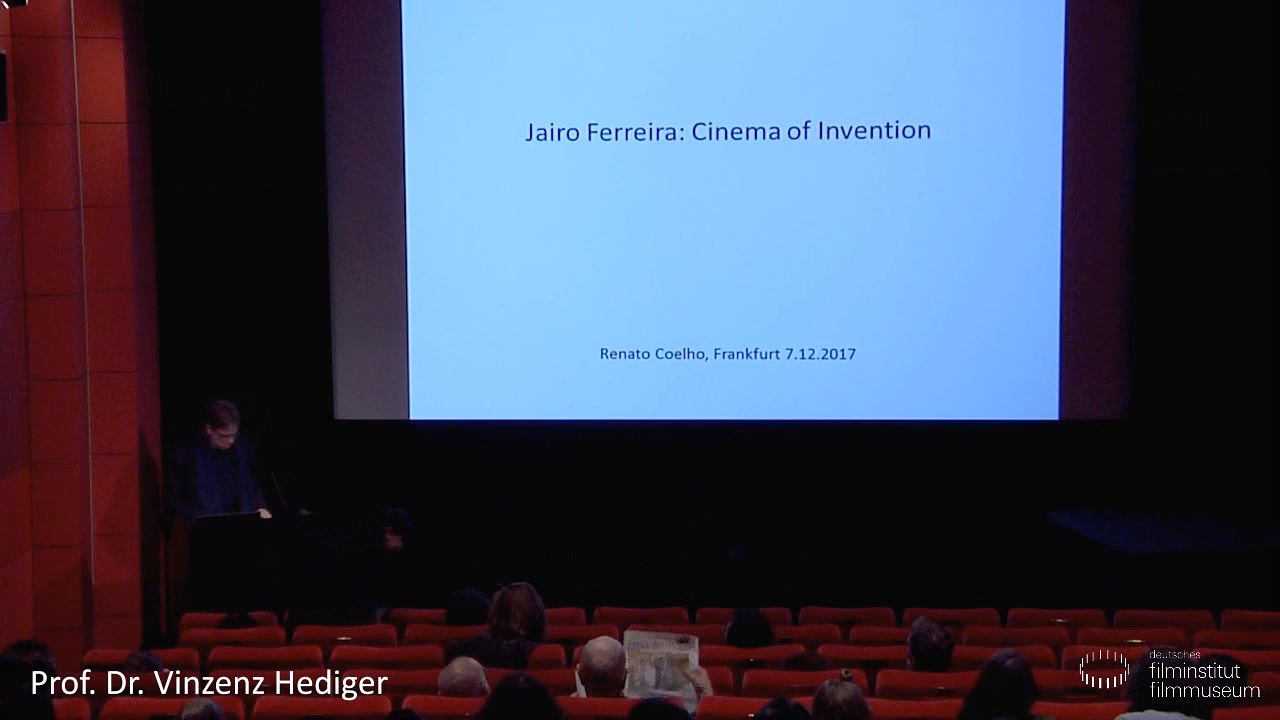 Jairo Ferreira: Cinema of Invention
Renato Coelho, Frankfurt 7.12.2017
Prof. Dr. Vinzenz Hediger
deutsches
filminstitut
filmmuseum